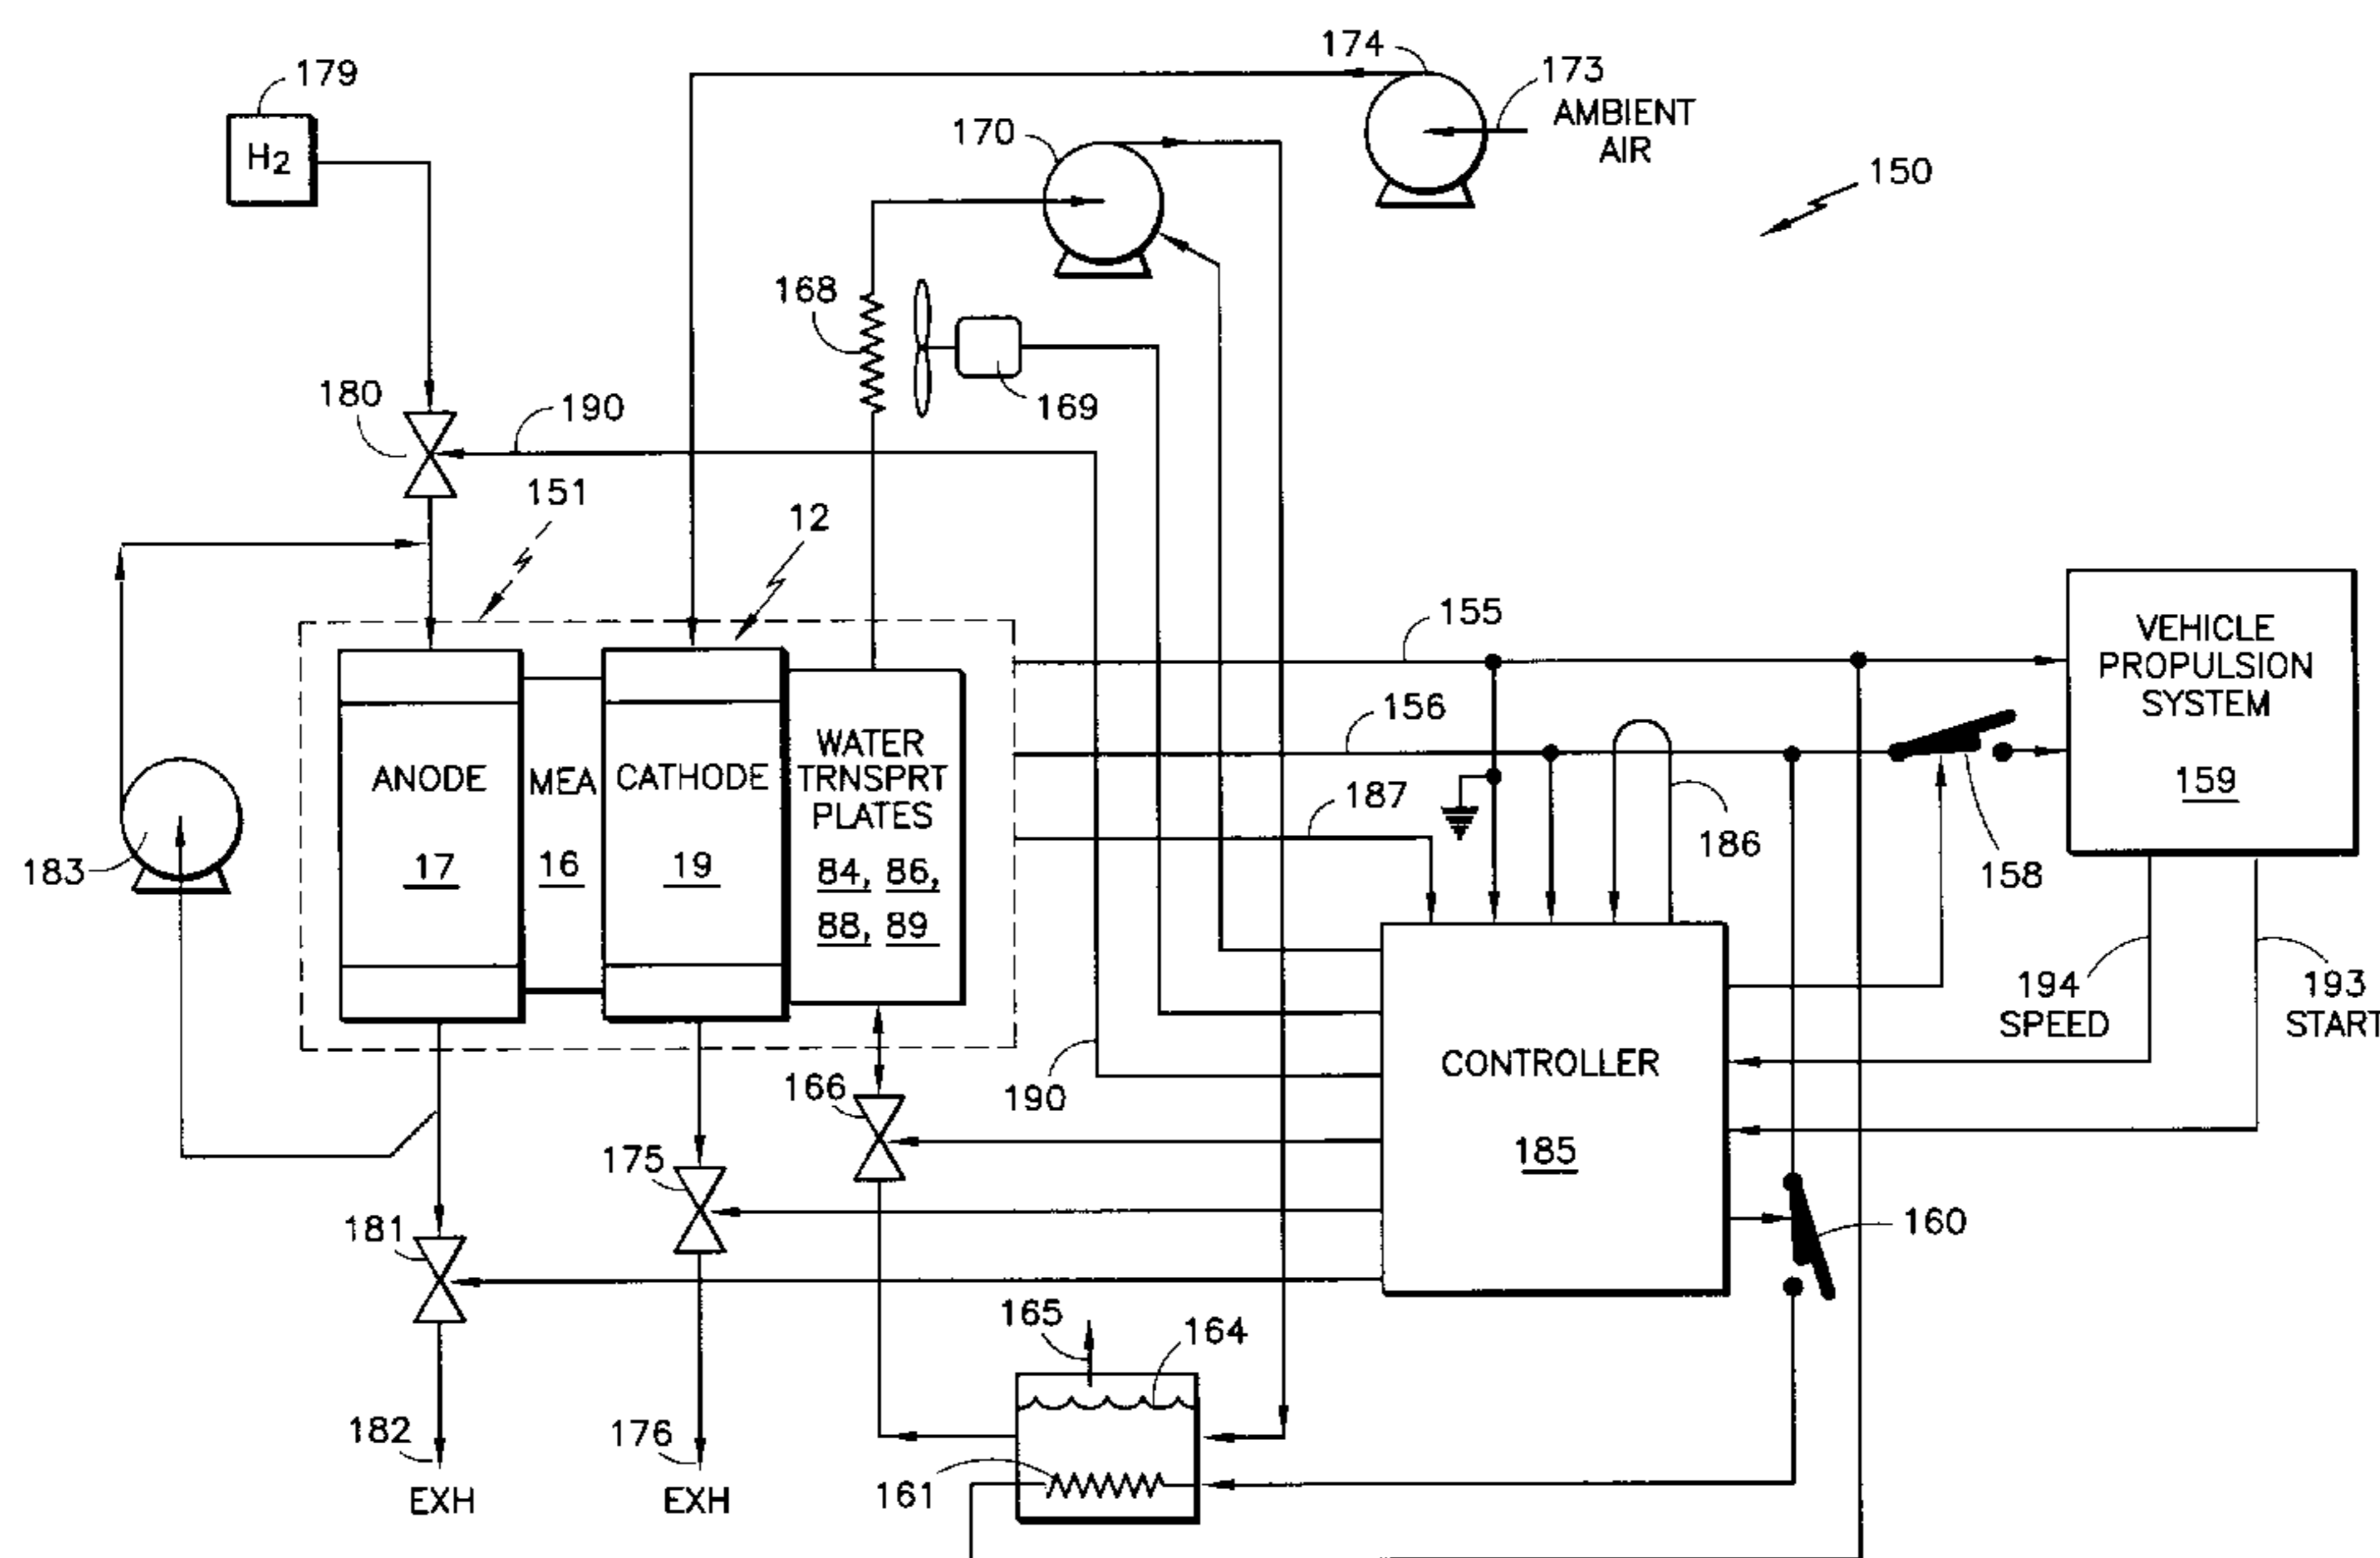 174
173
AMBIENT
AIR
179
H2
170
150
168
169
180
190
151
12
155
156
187
186
158
VEHICLE
PROPULSION
SYSTEM
159
183
ANODE
17
MEA
16
CATHODE
19
WATER
TRNSPRT
PLATES
84, 86,
88, 89
194
SPEED
193
START
CONTROLLER
185
190
166
175
181
160
165
164
161
182
EXH
176
EXH